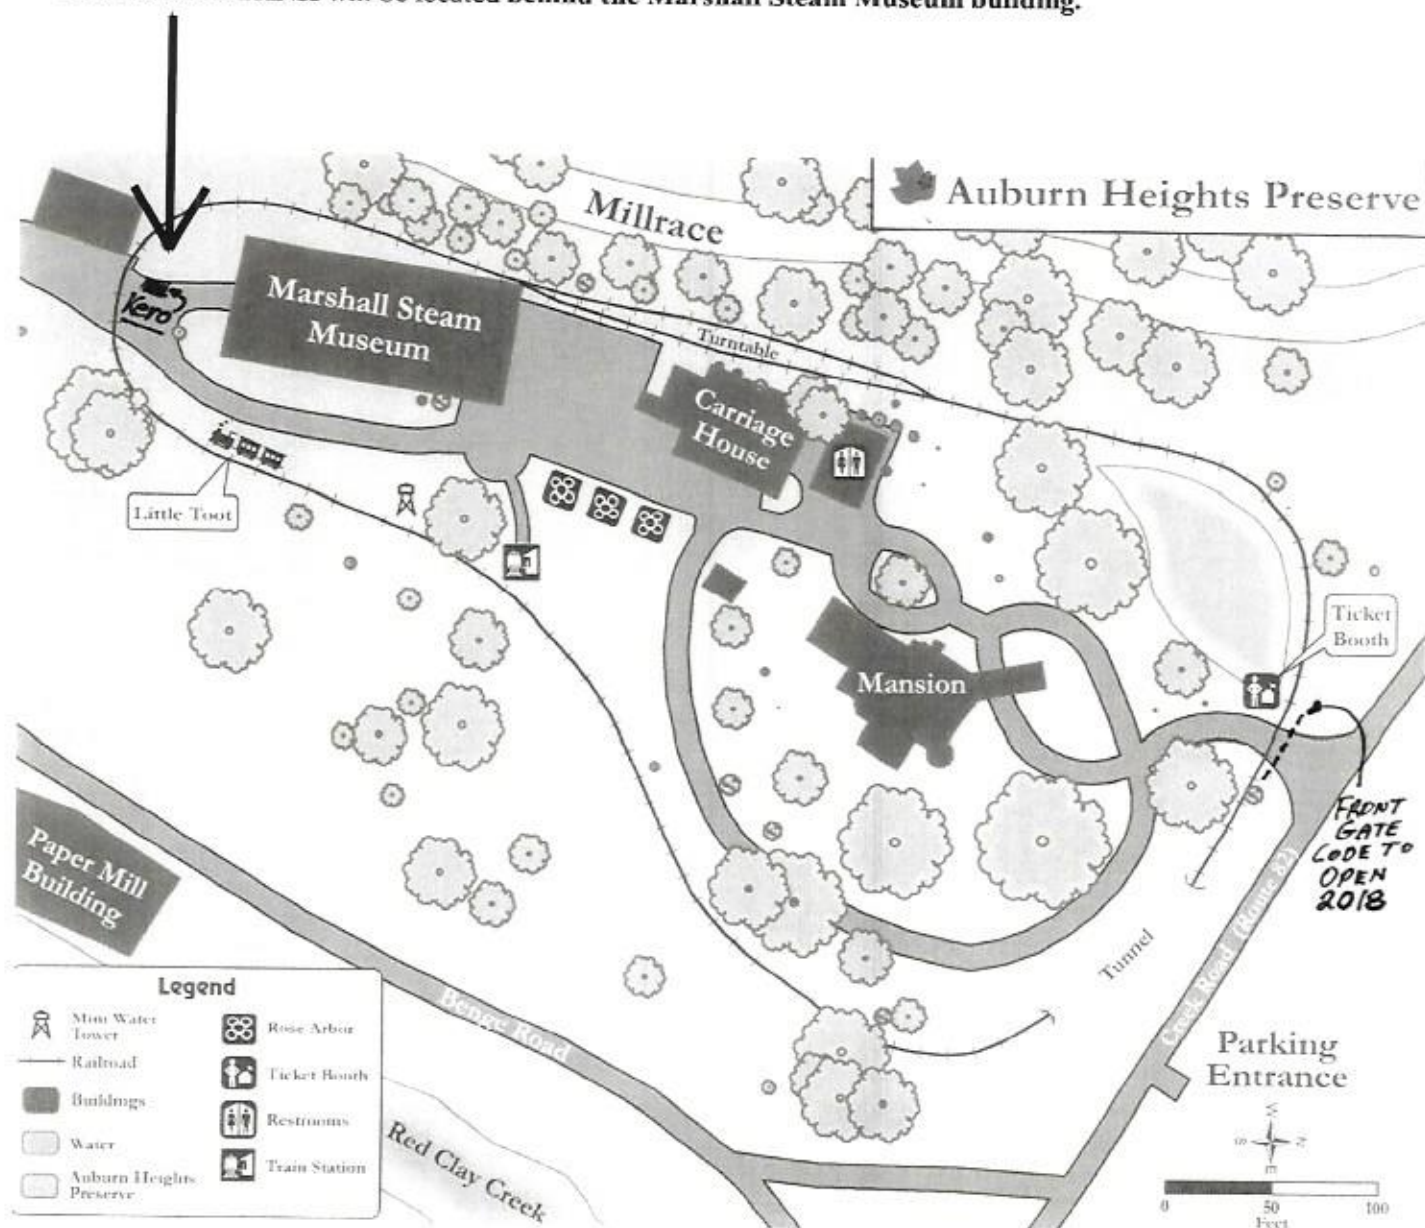 will be located behind the Marshall Steam Museum building.
Auburn Heights Preserve
Millrace
Marshall Steam
Museum
Kero
Turntable
Carriage
House
Little Toot
Ticket
Booth
Mansion
FRONT
GATE
CODE TO
OPEN
2018
Paper Mill
Building
Tunnel
Creek Road (Route 82)
Benge Road
Parking
Entrance
Red Clay Creek
Legend
Mini Water
Tower
Railroad
Buildings
Water
Auburn Heights
Preserve
Rose Arbor
Ticket Booth
Restrooms
Train Station
W
S
N
E
0
50
100
Feet